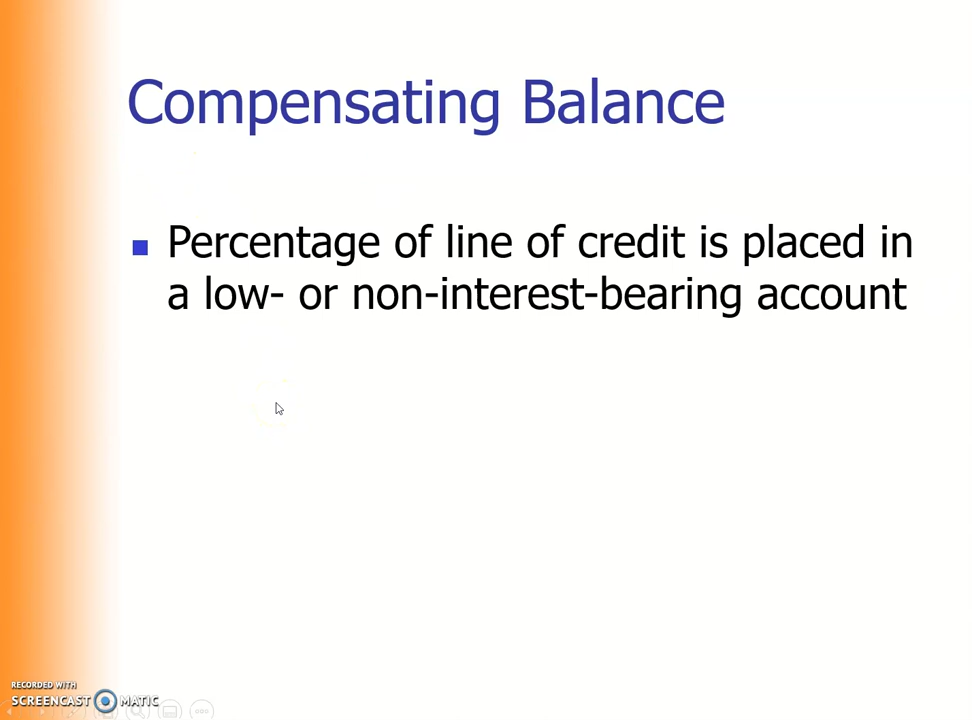 Compensating Balance
Percentage of line of credit is placed in
a low- or non-interest-bearing account
RECORDED WITH
SCREENCAST MATIC